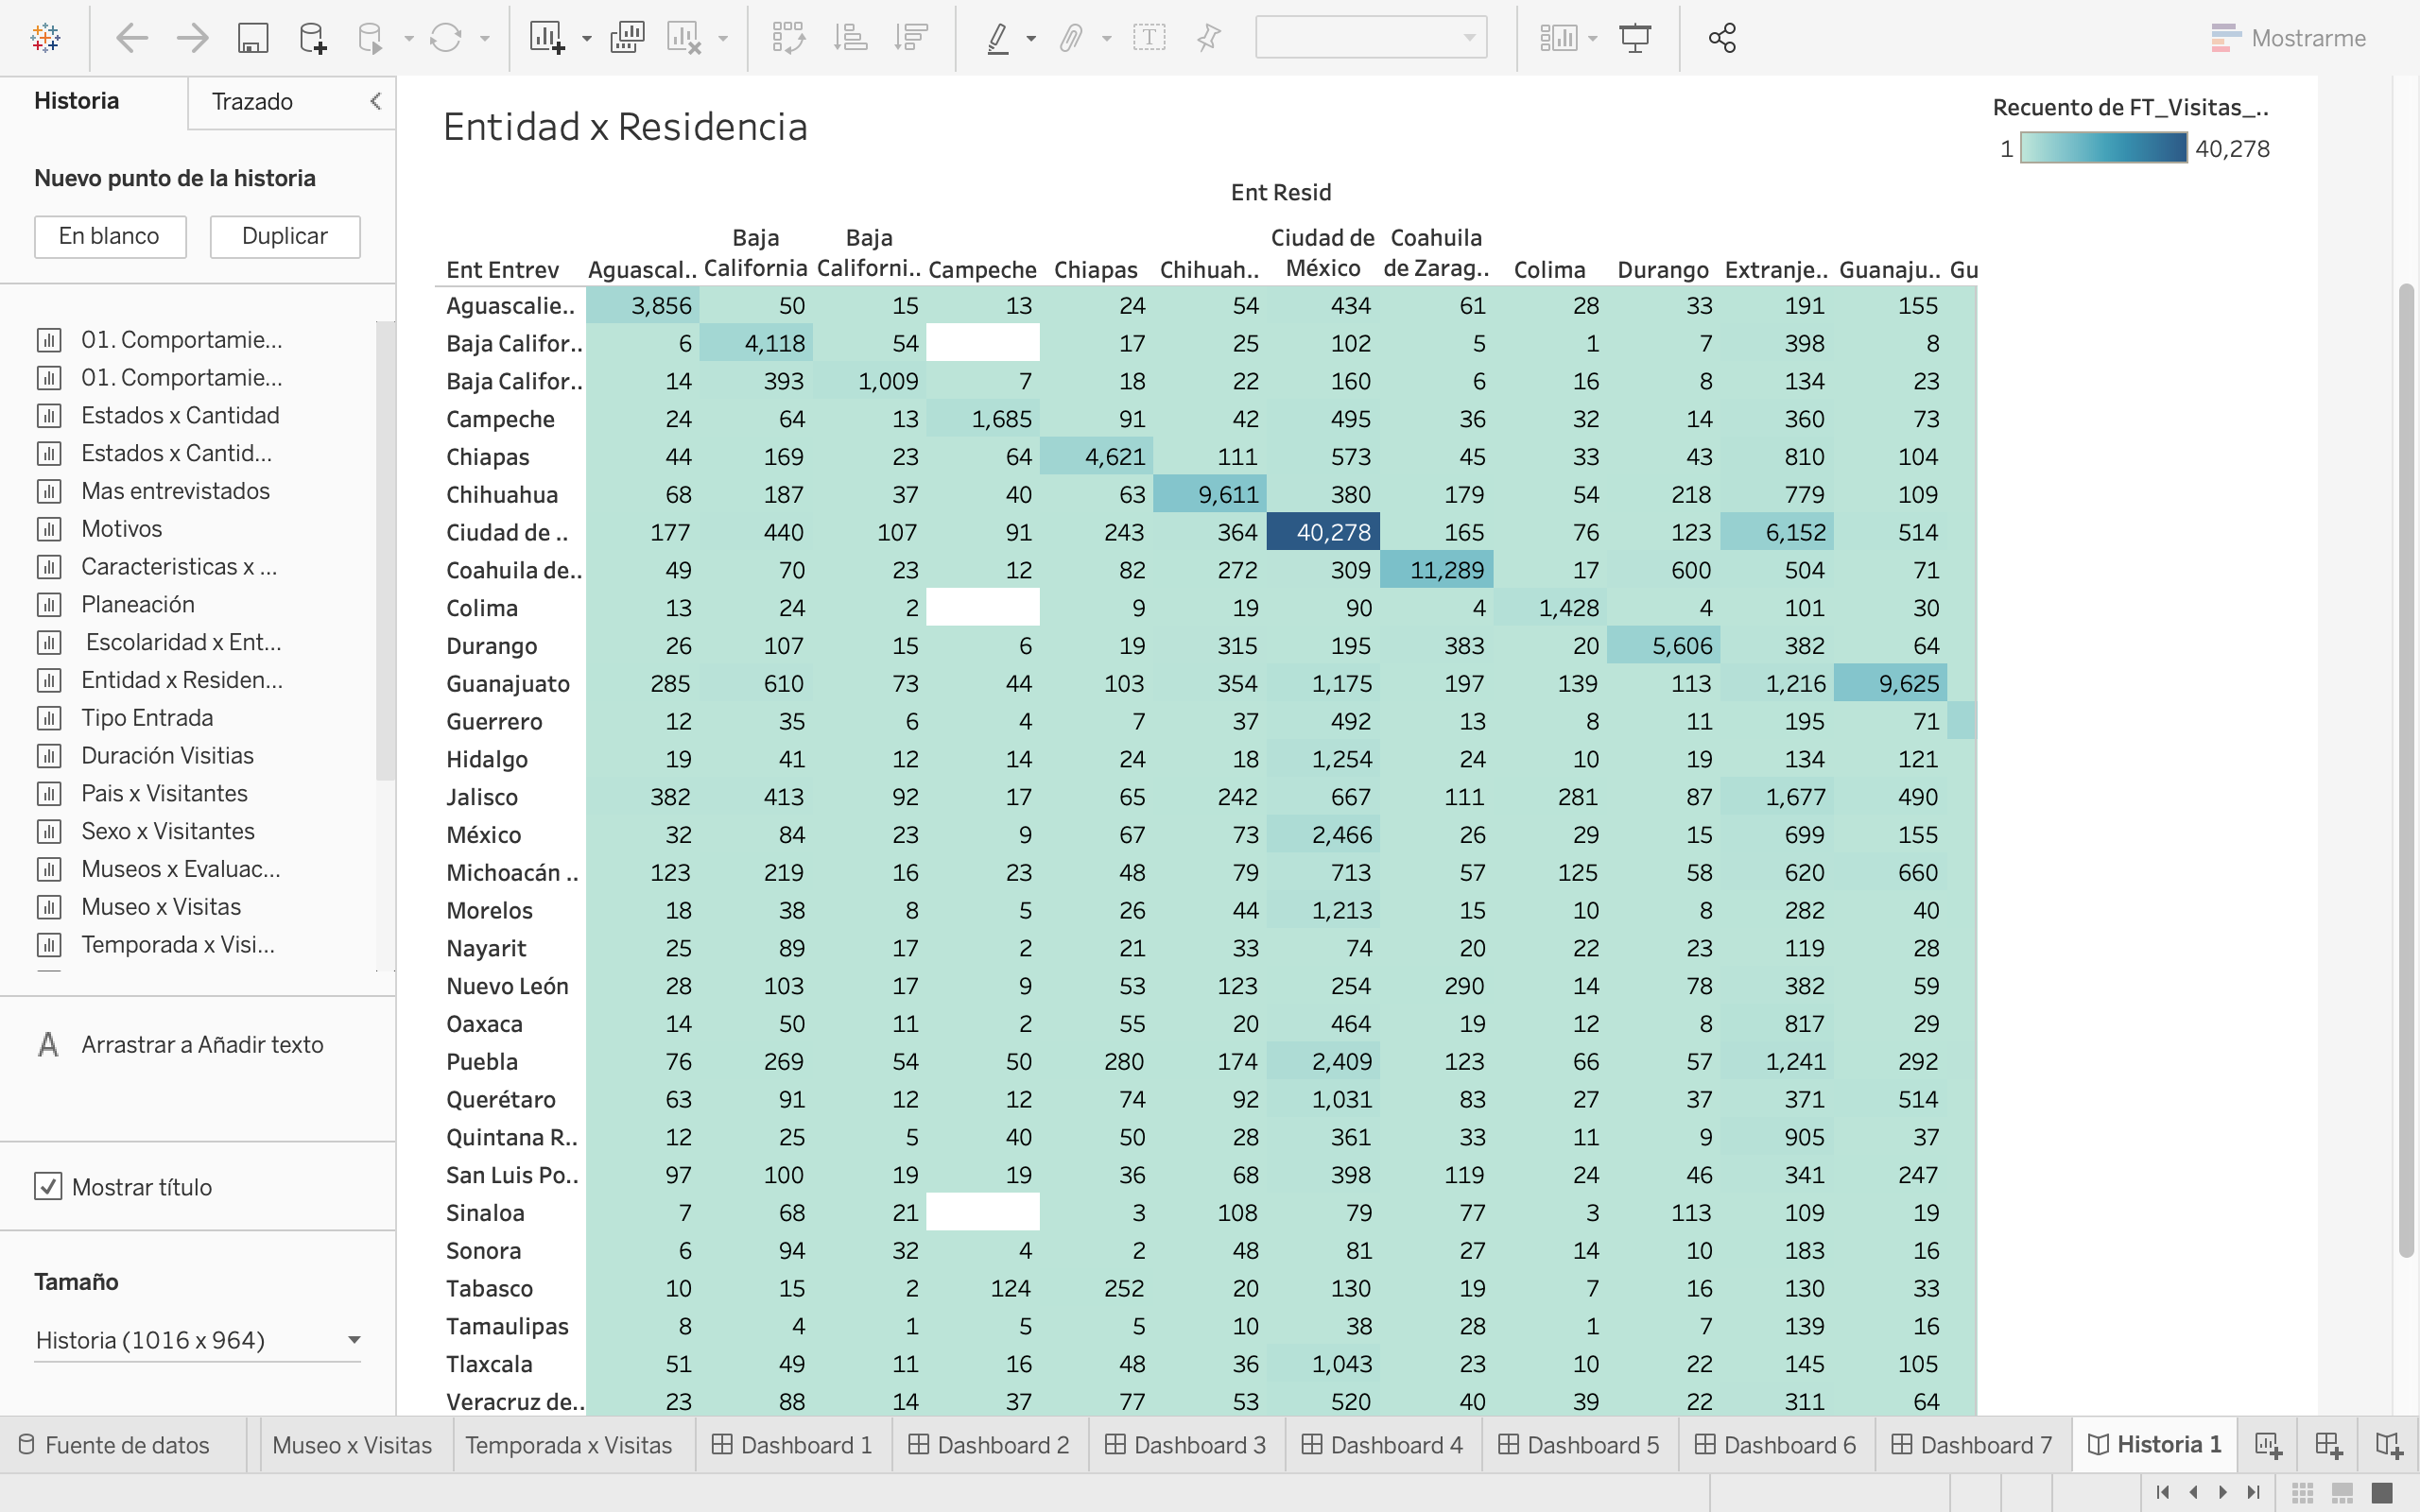 Mostrarme
Historia
Trazado
Nuevo punto de la historia
En blanco
Duplicar
01. Comportamie...
01. Comportamie...
Estados x Cantidad
Estados x Cantid...
Mas entrevistados
Motivos
Caracteristicas x ...
Planeación
Escolaridad x Ent...
Entidad x Residen...
Tipo Entrada
Duración Visitias
Pais x Visitantes
Sexo x Visitantes
Museos x Evaluac...
Museo x Visitas
Temporada x Visi...
A Arrastrar a Añadir texto
Mostrar título
Tamaño
Historia (1016 x 964)
Entidad x Residencia
Recuento de FT_Visitas_..
1 40,278
Ent Resid
Ent Entrev Aguascal.. Baja California Baja Californi.. Campeche Chiapas Chihuah.. Ciudad de México Coahuila de Zarag.. Colima Durango Extranje.. Guanaju.. Gu
Aguascalie.. 3,856 50 15 13 24 54 434 61 28 33 191 155
Baja Califor.. 6 4,118 54 17 25 102 5 1 7 398 8
Baja Califor.. 14 393 1,009 7 18 22 160 6 16 8 134 23
Campeche 24 64 13 1,685 91 42 495 36 32 14 360 73
Chiapas 44 169 23 64 4,621 111 573 45 33 43 810 104
Chihuahua 68 187 37 40 63 9,611 380 179 54 218 779 109
Ciudad de .. 177 440 107 91 243 364 40,278 165 76 123 6,152 514
Coahuila de.. 49 70 23 12 82 272 309 11,289 17 600 504 71
Colima 13 24 2 9 19 90 4 1,428 4 101 30
Durango 26 107 15 6 19 315 195 383 20 5,606 382 64
Guanajuato 285 610 73 44 103 354 1,175 197 139 113 1,216 9,625
Guerrero 12 35 6 4 7 37 492 13 8 11 195 71
Hidalgo 19 41 12 14 24 18 1,254 24 10 19 134 121
Jalisco 382 413 92 17 65 242 667 111 281 87 1,677 490
México 32 84 23 9 67 73 2,466 26 29 15 699 155
Michoacán .. 123 219 16 23 48 79 713 57 125 58 620 660
Morelos 18 38 8 5 26 44 1,213 15 10 8 282 40
Nayarit 25 89 17 2 21 33 74 20 22 23 119 28
Nuevo León 28 103 17 9 53 123 254 290 14 78 382 59
Oaxaca 14 50 11 2 55 20 464 19 12 8 817 29
Puebla 76 269 54 50 280 174 2,409 123 66 57 1,241 292
Querétaro 63 91 12 12 74 92 1,031 83 27 37 371 514
Quintana R.. 12 25 5 40 50 28 361 33 11 9 905 37
San Luis Po.. 97 100 19 19 36 68 398 119 24 46 341 247
Sinaloa 7 68 21 3 108 79 77 3 113 109 19
Sonora 6 94 32 4 2 48 81 27 14 10 183 16
Tabasco 10 15 2 124 252 20 130 19 7 16 130 33
Tamaulipas 8 4 1 5 5 10 38 28 1 7 139 16
Tlaxcala 51 49 11 16 48 36 1,043 23 10 22 145 105
Veracruz de.. 23 88 14 37 77 53 520 40 39 22 311 64
Fuente de datos Museo x Visitas Temporada x Visitas Dashboard 1 Dashboard 2 Dashboard 3 Dashboard 4 Dashboard 5 Dashboard 6 Dashboard 7 Historia 1